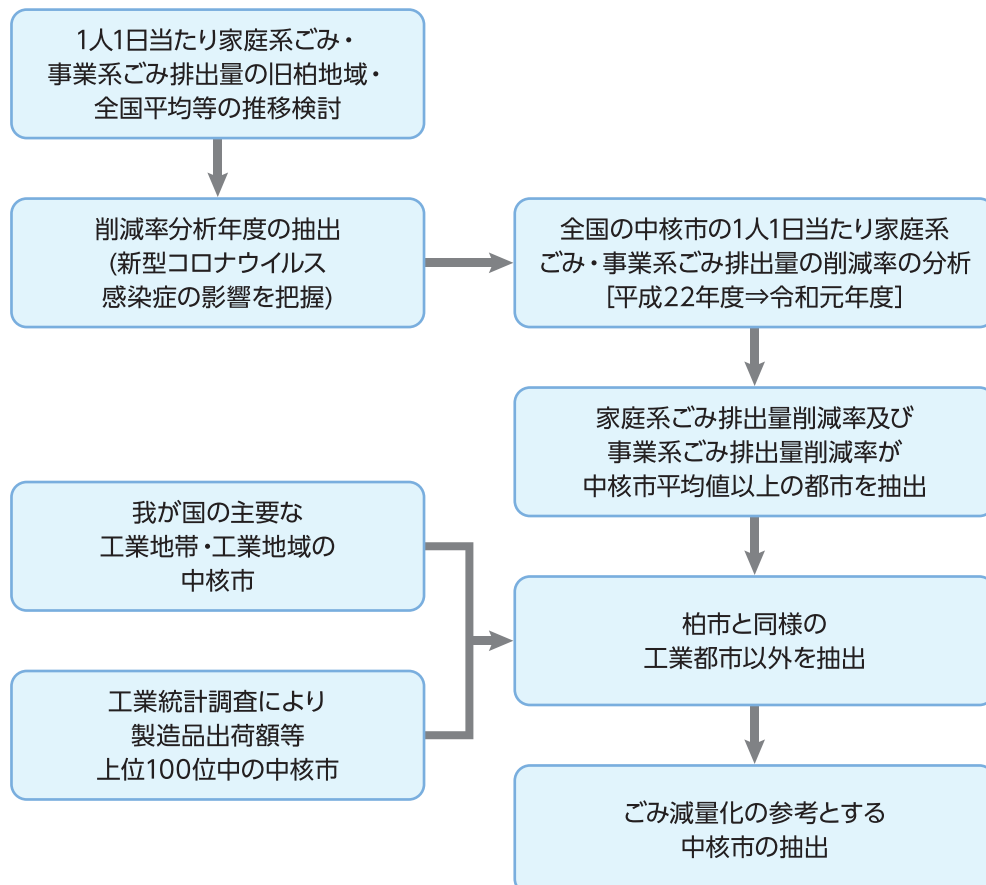 1人1日当たり家庭系ごみ・
事業系ごみ排出量の旧柏地域・
全国平均等の推移検討
削減率分析年度の抽出
(新型コロナウイルス
感染症の影響を把握)
全国の中核市の1人1日当たり家庭系
ごみ・事業系ごみ排出量の削減率の分析
[平成22年度⇒令和元年度]
家庭系ごみ排出量削減率及び
事業系ごみ排出量削減率が
中核市平均値以上の都市を抽出
我が国の主要な
工業地帯・工業地域の
中核市
工業統計調査により
製造品出荷額等
上位100位中の中核市
柏市と同様の
工業都市以外を抽出
ごみ減量化の参考とする
中核市の抽出